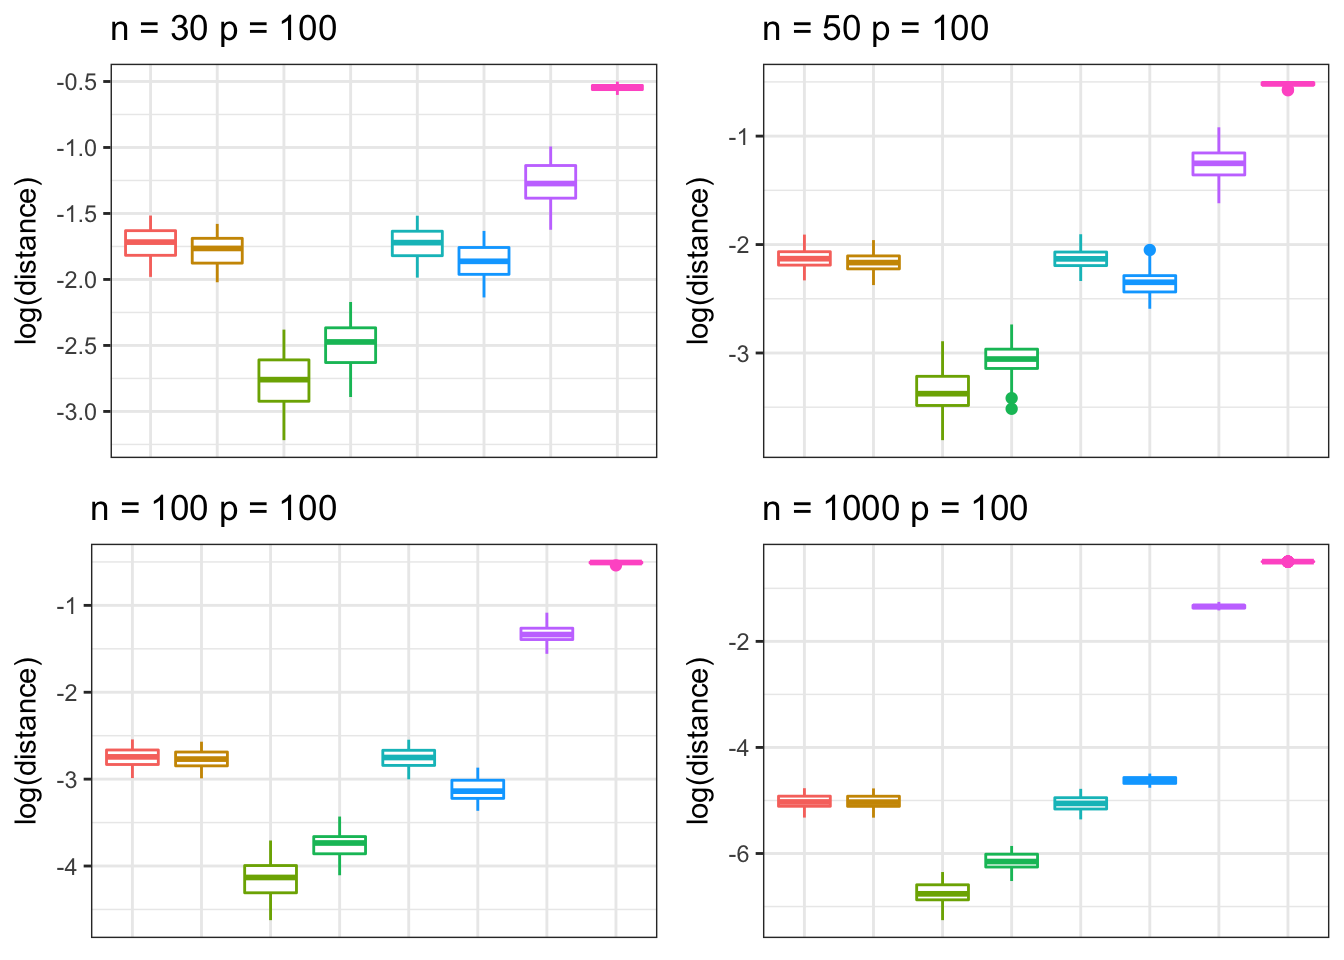 n = 30 p = 100
-0.5
-1.0
-1.5
-2.0
-2.5
-3.0
log(distance)
n = 50 p = 100
-1
-2
-3
log(distance)
n = 100 p = 100
-1
-2
-3
-4
log(distance)
n = 1000 p = 100
-2
-4
-6
log(distance)